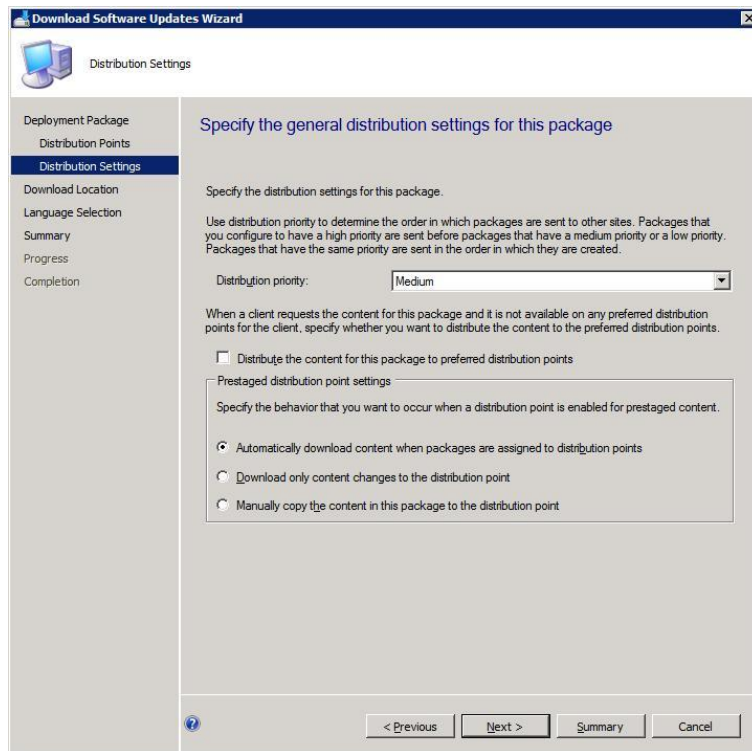 Download Software Updates Wizard
Distribution Settings
Deployment Package
Distribution Points
Distribution Settings
Download Location
Language Selection
Summary
Progress
Completion
Specify the general distribution settings for this package
Specify the distribution settings for this package.
Use distribution priority to determine the order in which packages are sent to other sites. Packages that
you configure to have a high priority are sent before packages that have a medium priority or a low priority.
Packages that have the same priority are sent in the order in which they are created.
Distribution priority: Medium
When a client requests the content for this package and it is not available on any preferred distribution
points for the client, specify whether you want to distribute the content to the preferred distribution points.
Distribute the content for this package to preferred distribution points
Prestaged distribution point settings
Specify the behavior that you want to occur when a distribution point is enabled for prestaged content.
Automatically download content when packages are assigned to distribution points
Download only content changes to the distribution point
Manually copy the content in this package to the distribution point
< Previous Next > Summary Cancel